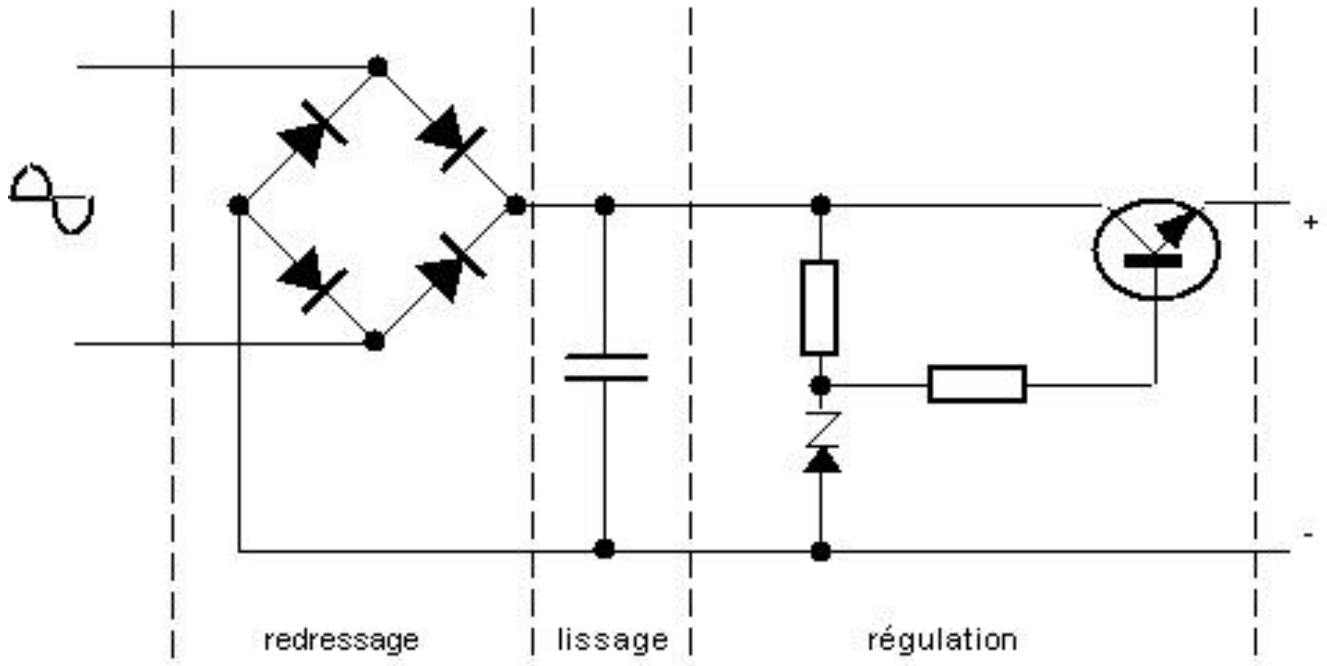 +
-
redressage
lissage
régulation